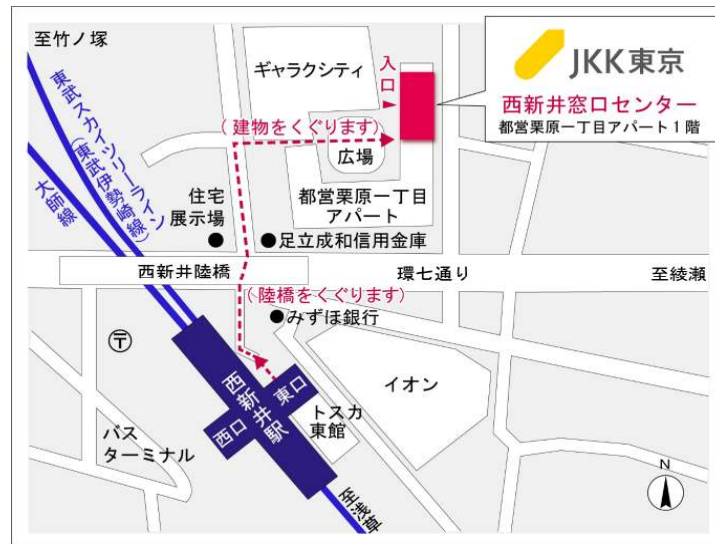 至竹ノ塚
ギャラクシティ
入口
JKK東京
西新井窓口センター
都営栗原一丁目アパート1階
東武スカイツリーライン
(東武伊勢崎線)
大師線
(建物をくぐります)
広場
住宅
展示場
都営栗原一丁目
アパート
足立成和信用金庫
西新井陸橋
環七通り
至綾瀬
(陸橋をくぐります)
みずほ銀行
〒
イオン
東口
西新井駅
西口
トスカ
東館
バス
ターミナル
至浅草
N